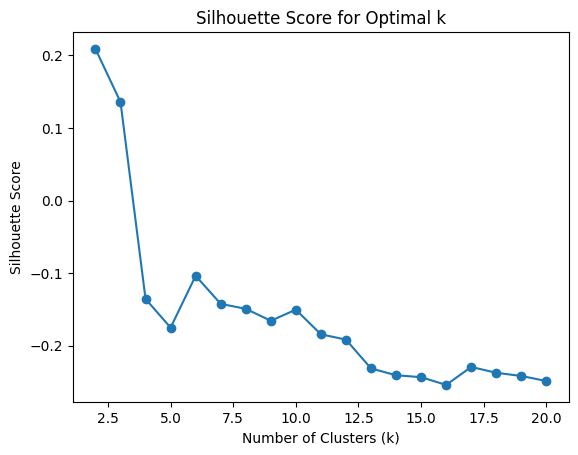 Silhouette Score for Optimal k
Silhouette Score
0.2
0.1
0.0
−0.1
−0.2
2.5 5.0 7.5 10.0 12.5 15.0 17.5 20.0
Number of Clusters (k)